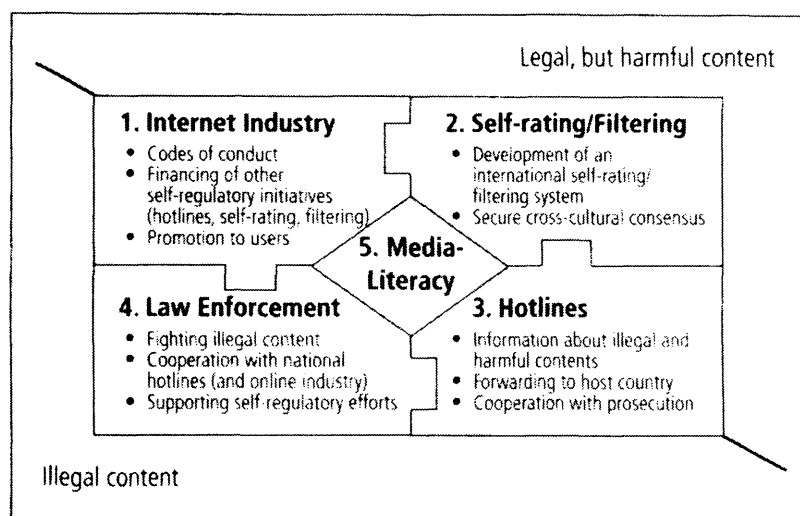 Legal, but harmful content
1. Internet Industry
• Codes of conduct
• Financing of other
self-regulatory initiatives
(hotlines, self-rating, filtering)
• Promotion to users
2. Self-rating/Filtering
• Development of an
international self-rating/
filtering system
• Secure cross-cultural consensus
5. Media-
Literacy
4. Law Enforcement
• Fighting illegal content
• Cooperation with national
hotlines (and online industry)
• Supporting self-regulatory efforts
3. Hotlines
• Information about illegal and
harmful contents
• Forwarding to host country
• Cooperation with prosecution
Illegal content